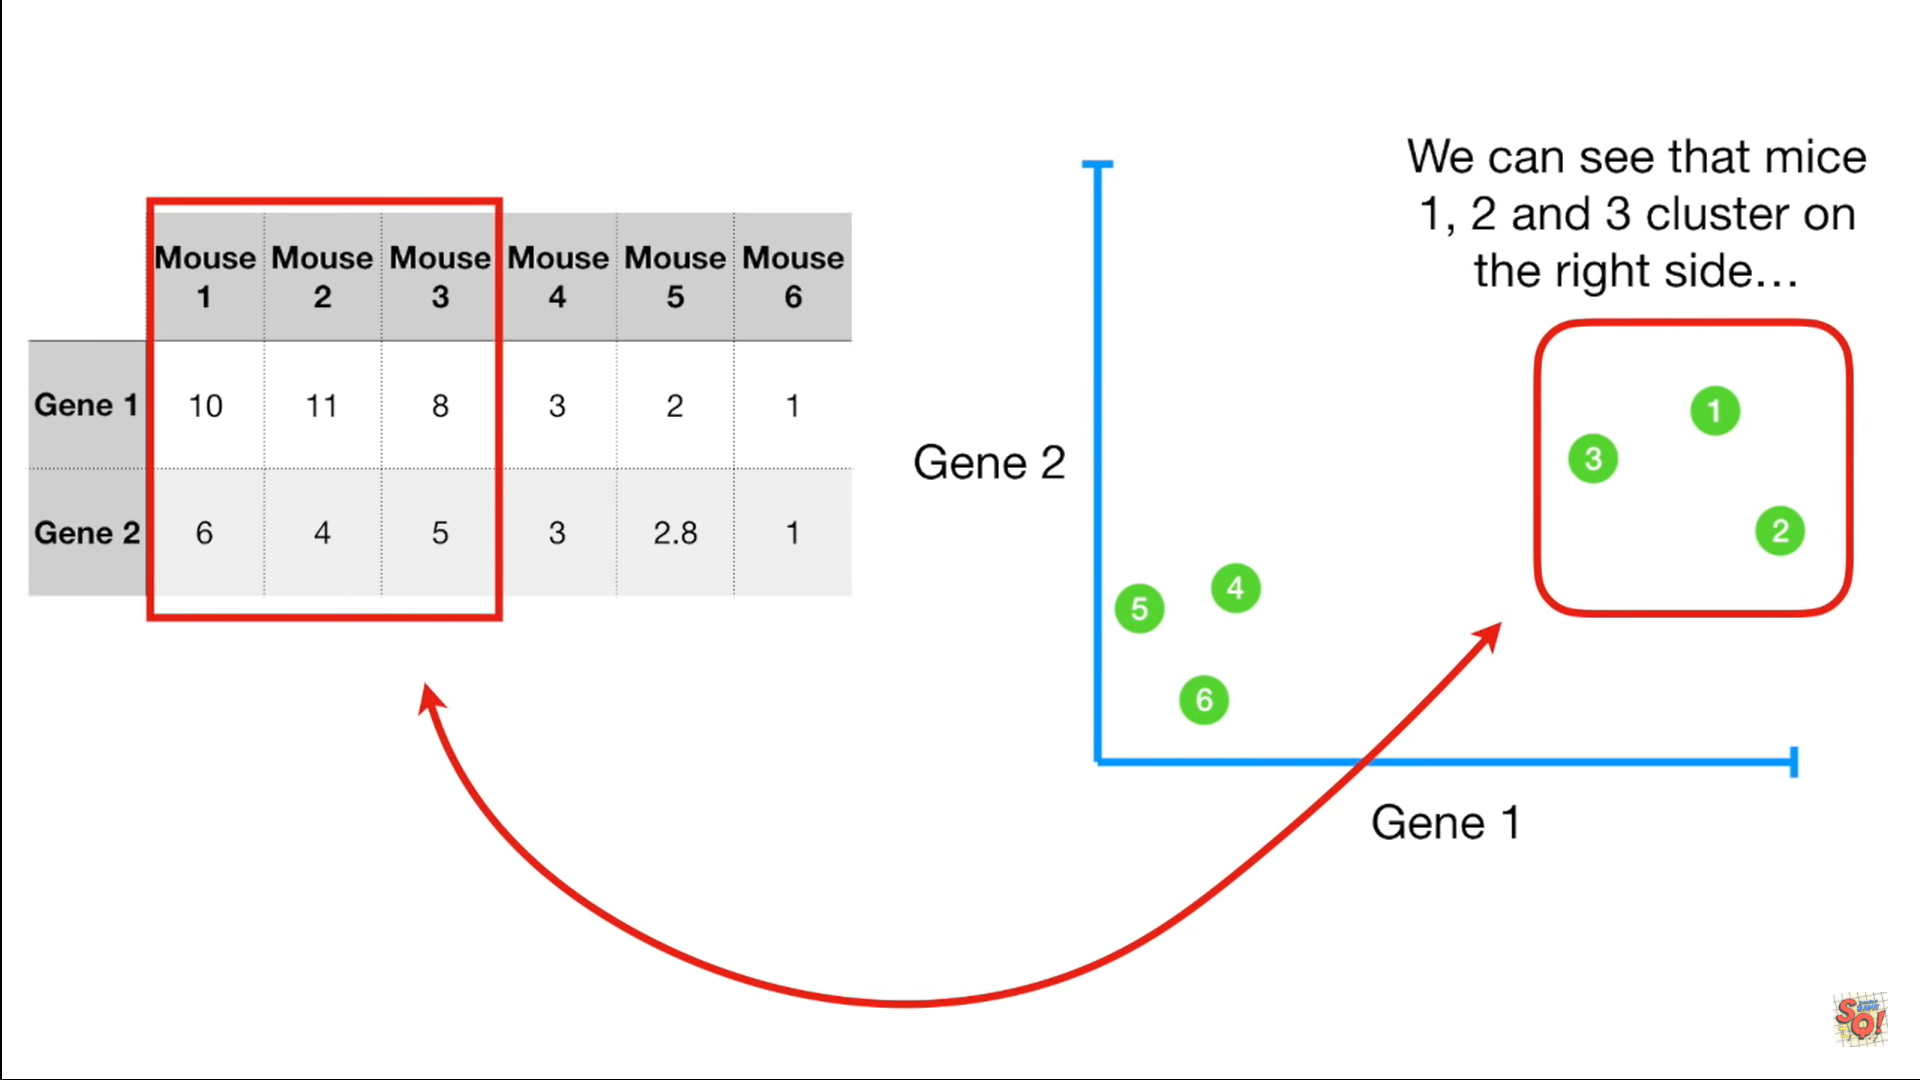 We can see that mice
1, 2 and 3 cluster on
the right side...
Mouse 1 Mouse 2 Mouse 3 Mouse 4 Mouse 5 Mouse 6
Gene 1 10 11 8 3 2 1
Gene 2 6 4 5 3 2.8 1
Gene 2
1
3
2
4
5
6
Gene 1
SQ!